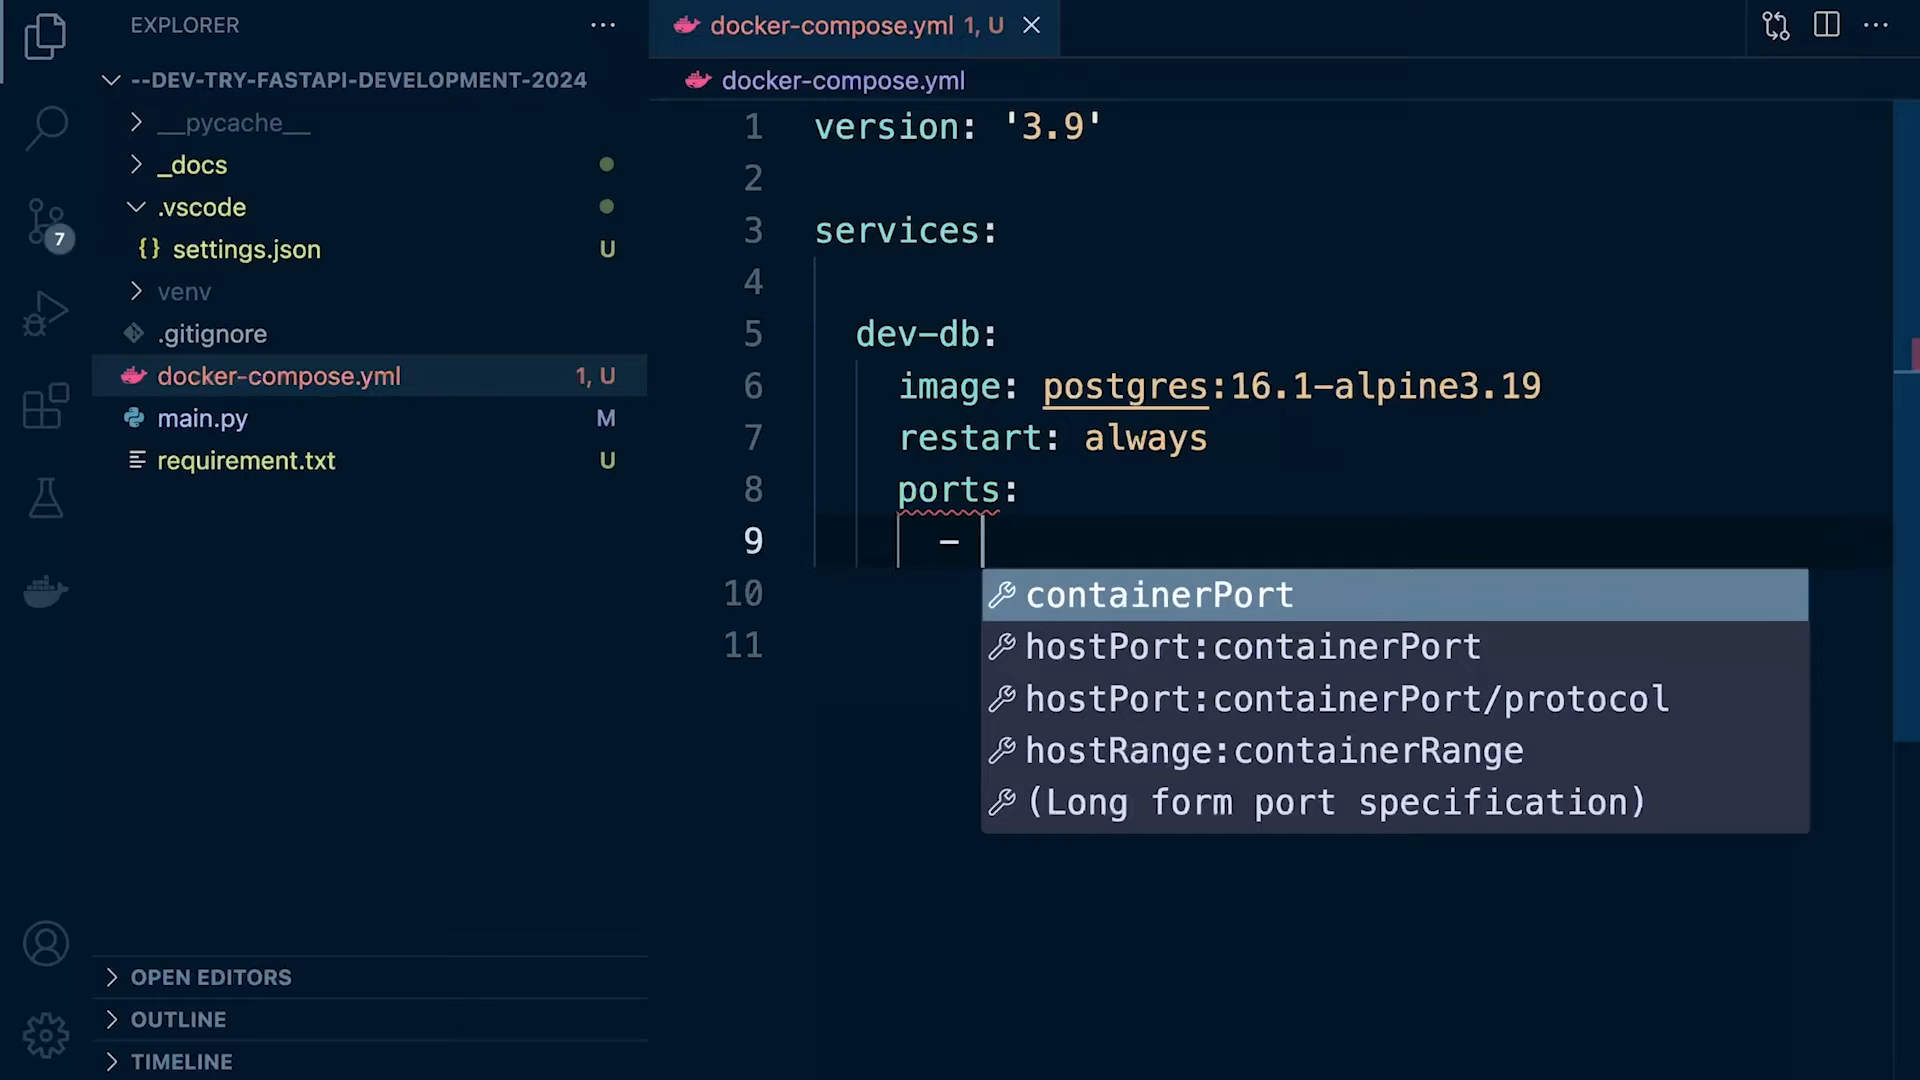 EXPLORER
--DEV-TRY-FASTAPI-DEVELOPMENT-2024
__pycache__
_docs
.vscode
{} settings.json U
venv
.gitignore
docker-compose.yml 1, U
main.py M
requirement.txt U
7
OPEN EDITORS
OUTLINE
TIMELINE
docker-compose.yml 1, U
docker-compose.yml
1 version: '3.9'
2
3 services:
4
5 dev-db:
6 image: postgres:16.1-alpine3.19
7 restart: always
8 ports:
9 -
10
11
containerPort
hostPort:containerPort
hostPort:containerPort/protocol
hostRange:containerRange
(Long form port specification)